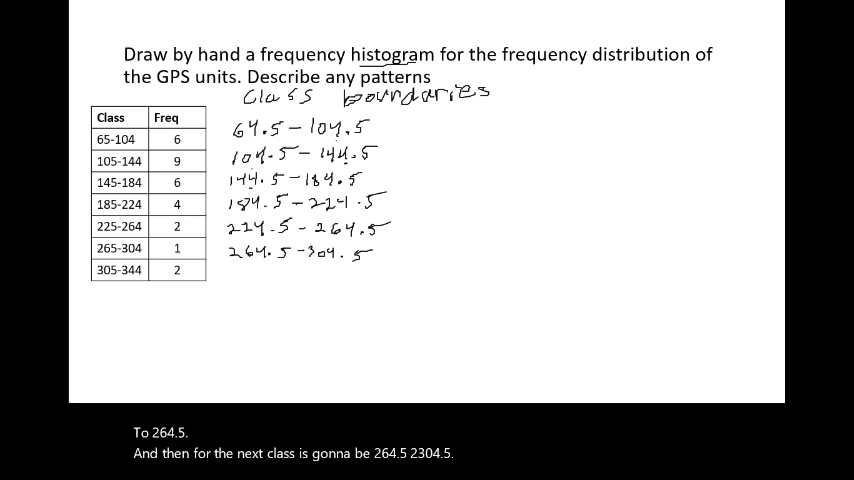 Draw by hand a frequency histogram for the frequency distribution of
the GPS units. Describe any patterns
Class boundaries
Class Freq
65-104 6 64.5 - 104.5
105-144 9 104.5 - 144.5
145-184 6 144.5 - 184.5
185-224 4 184.5 - 224.5
225-264 2 224.5 - 264.5
265-304 1 264.5 - 304.5
305-344 2
To 264.5.
And then for the next class is gonna be 264.5 2304.5.